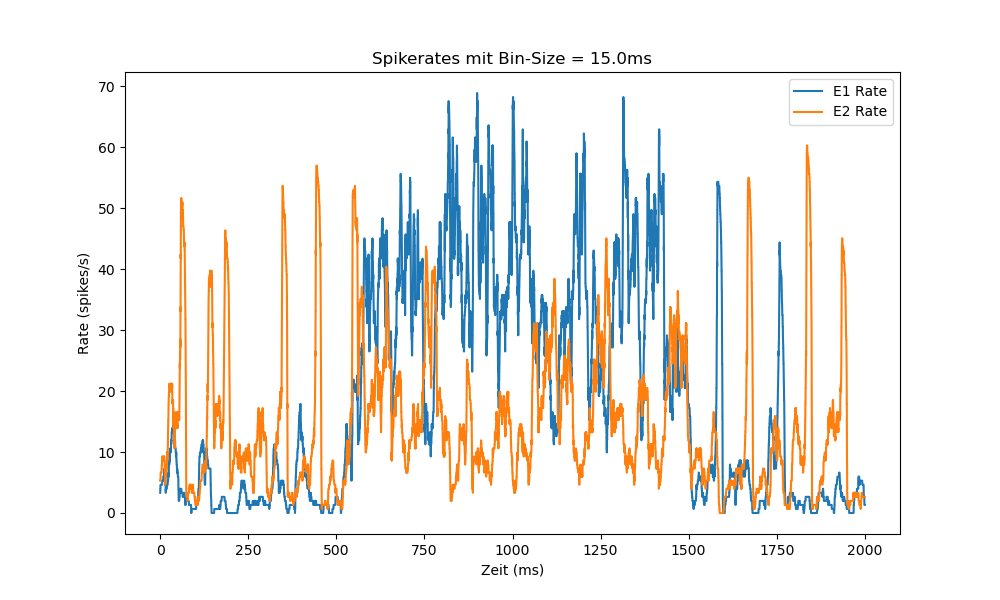 Spikerates mit Bin-Size = 15.0ms
E1 Rate
E2 Rate
Rate (spikes/s)
70
60
50
40
30
20
10
0
0 250 500 750 1000 1250 1500 1750 2000
Zeit (ms)